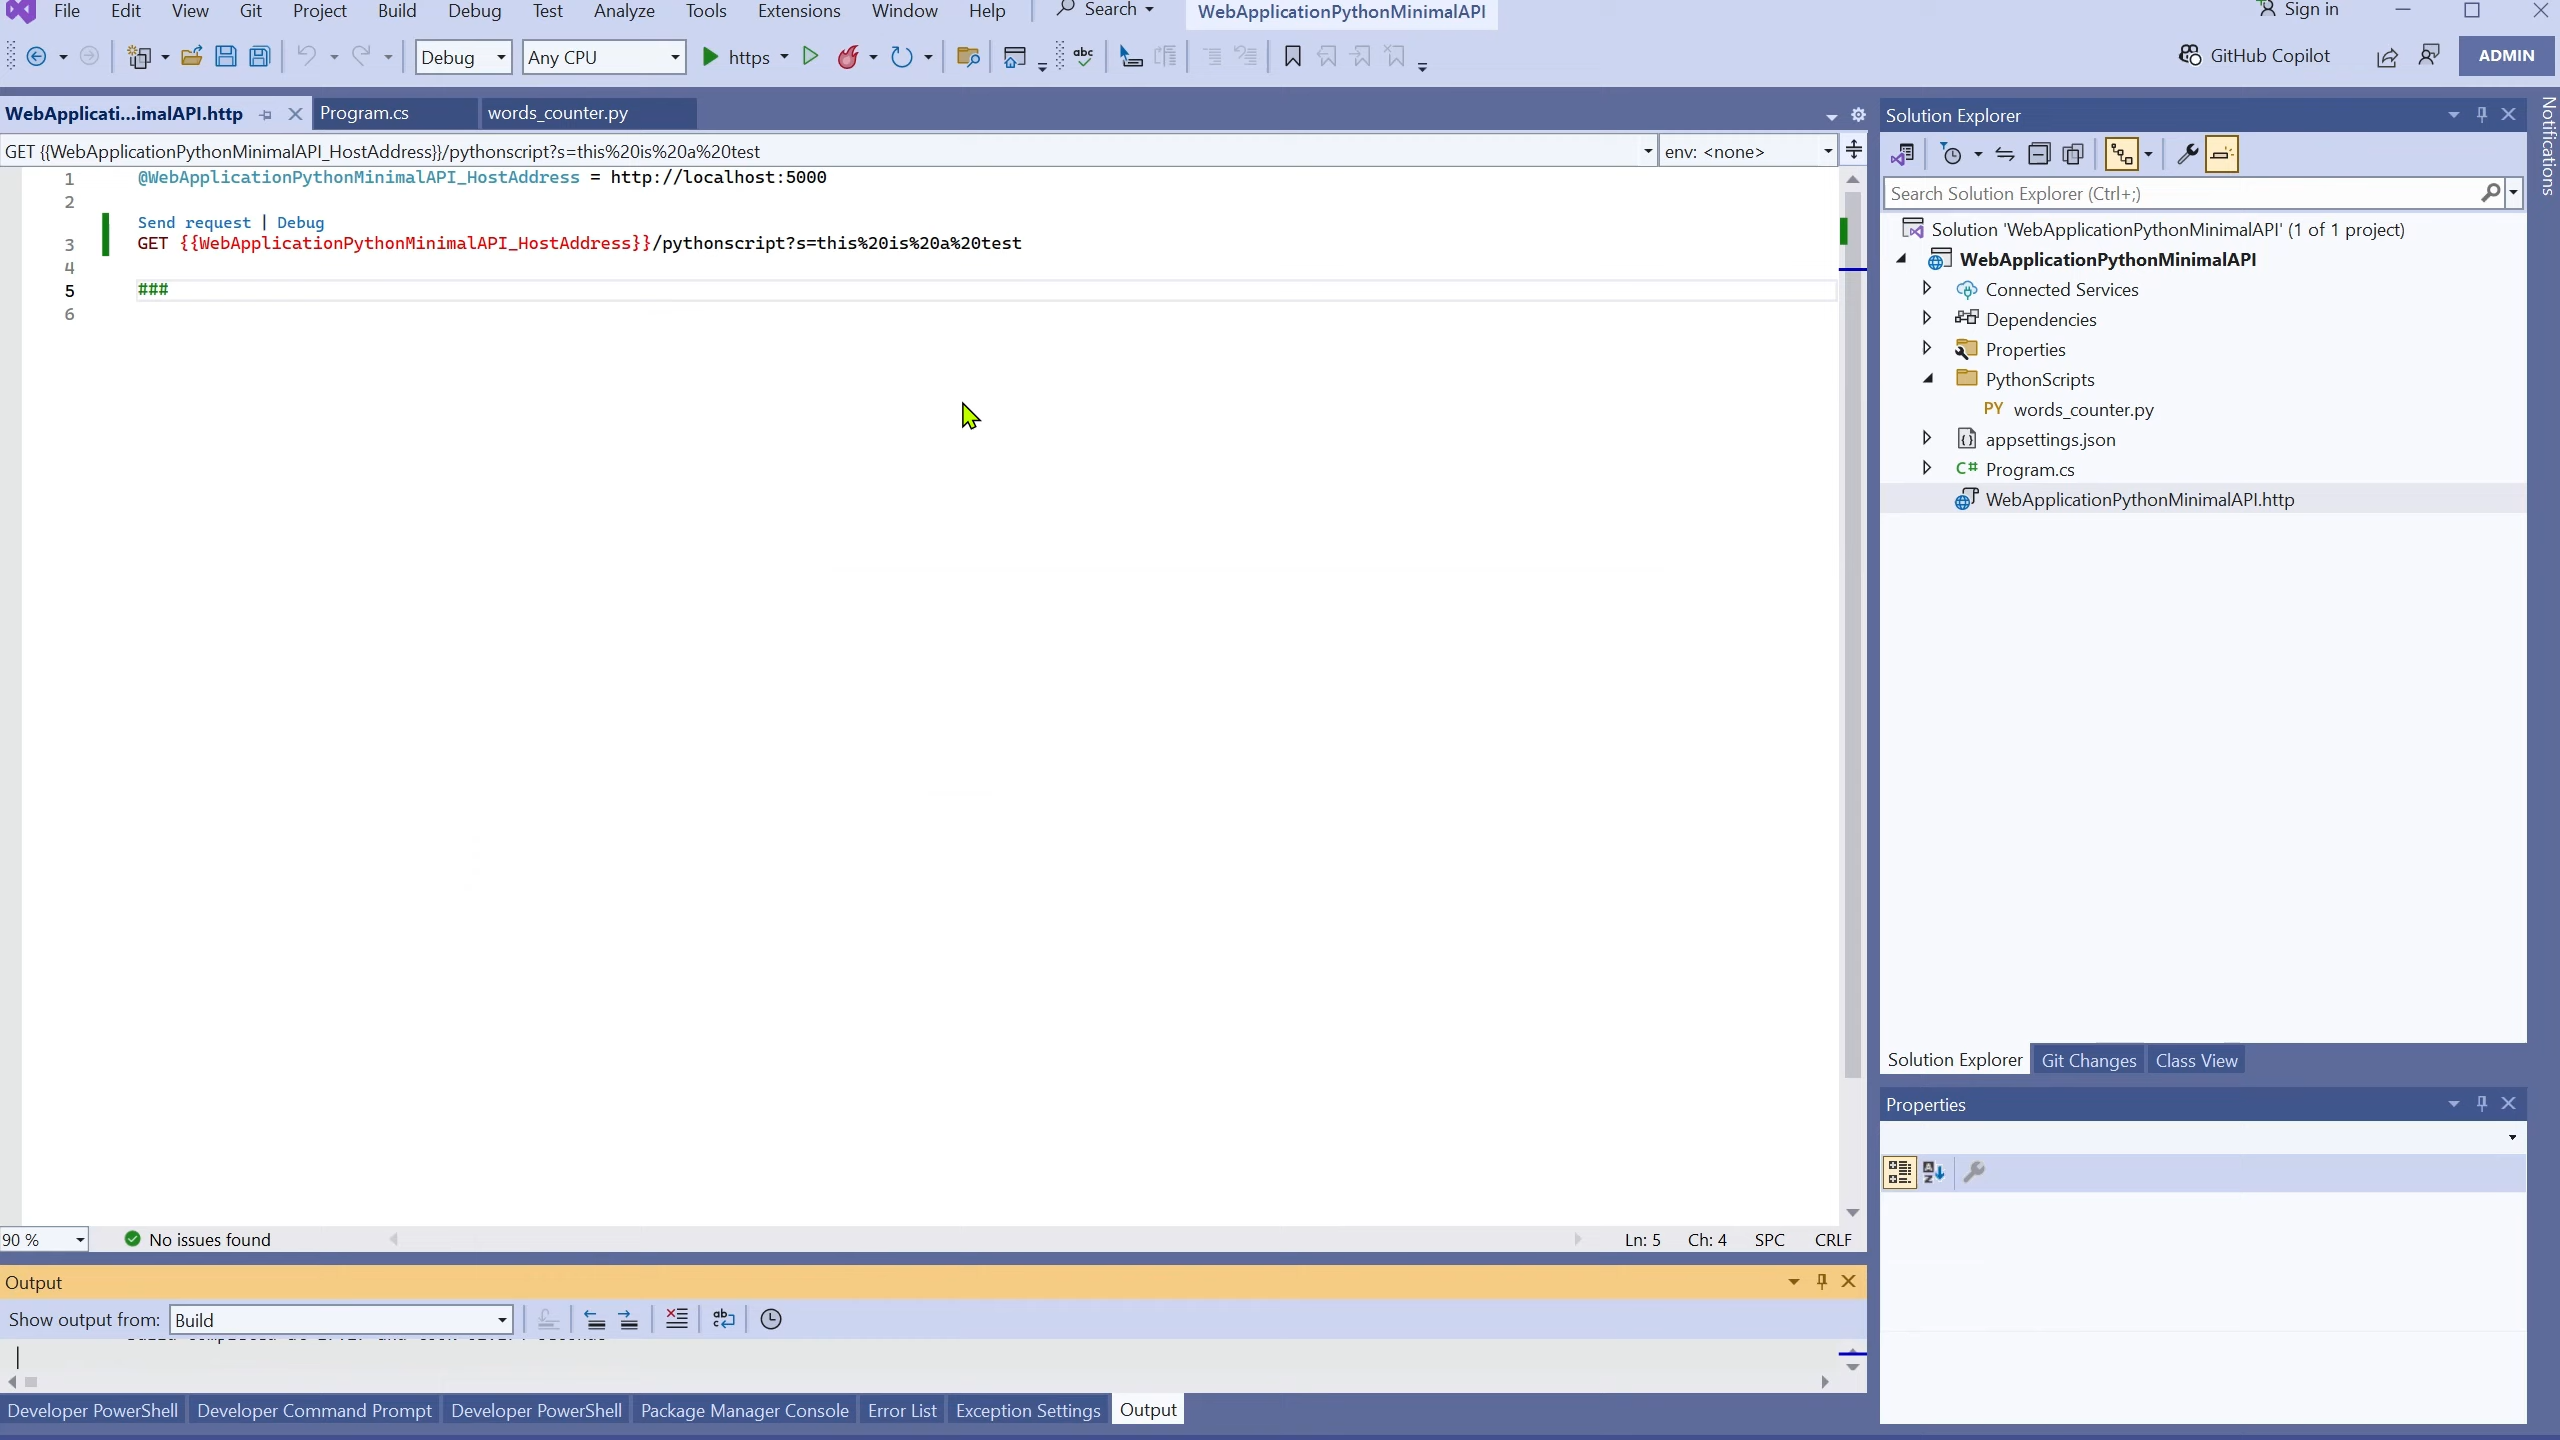 File Edit View Git Project Build Debug Test Analyze Tools Extensions Window Help Search WebApplicationPythonMinimalAPI Sign in
Debug Any CPU https abc GitHub Copilot ADMIN
WebApplicati...imalAPI.http Program.cs words_counter.py
GET {{WebApplicationPythonMinimalAPI_HostAddress}}/pythonscript?s=this%20is%20a%20test env: <none>
1 @WebApplicationPythonMinimalAPI_HostAddress = http://localhost:5000
2
Send request | Debug
3 GET {{WebApplicationPythonMinimalAPI_HostAddress}}/pythonscript?s=this%20is%20a%20test
4
5 ###
6
90 % No issues found Ln: 5 Ch: 4 SPC CRLF
Output
Show output from: Build
Developer PowerShell Developer Command Prompt Developer PowerShell Package Manager Console Error List Exception Settings Output
Solution Explorer
Search Solution Explorer (Ctrl+;)
Solution 'WebApplicationPythonMinimalAPI' (1 of 1 project)
WebApplicationPythonMinimalAPI
Connected Services
Dependencies
Properties
PythonScripts
PY words_counter.py
appsettings.json
C# Program.cs
WebApplicationPythonMinimalAPI.http
Solution Explorer Git Changes Class View
Properties
Notifications